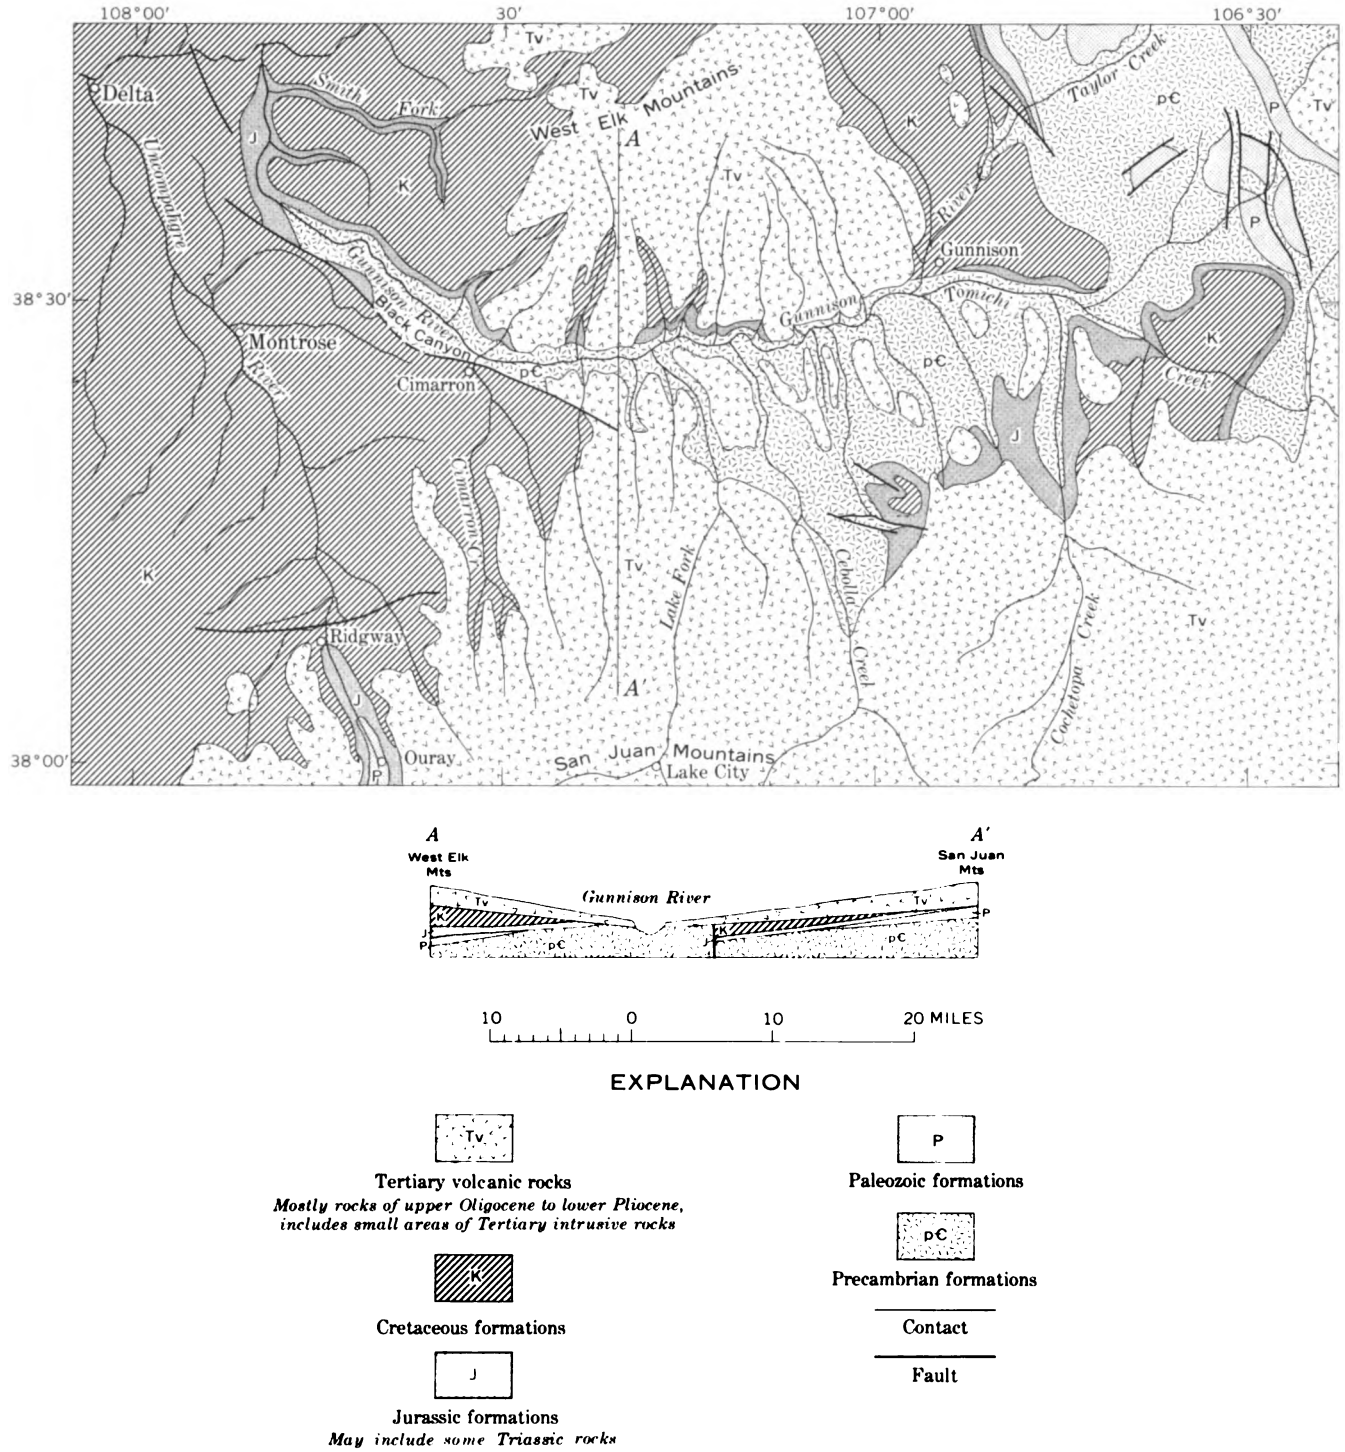 108°00'
30'
107°00'
106°30'
Tv
Tv
Taylor Creek
Delta
Smith
Fork
West Elk Mountains
pЄ
P
Tv
K
J
A
K
Tv
Uncompahgre
River
P
Gunnison
38°30'
Gunnison River
Black Canyon
Gunnison
Tomichi
Montrose
K
River
Cimarron
pЄ
pЄ
Creek
J
Cimarron Cr
K
Tv
Lake Fork
Cebolla
Creek
Cochetopa Creek
Tv
Ridgway
A'
J
38°00'
Ouray
P
San Juan Mountains
Lake City
A
A'
West Elk
Mts
San Juan
Mts
Gunnison River
Tv
Tv
K
K
J
J
P
P
pЄ
pЄ
10 0 10 20 MILES
EXPLANATION
Tv
Tertiary volcanic rocks
Mostly rocks of upper Oligocene to lower Pliocene,
includes small areas of Tertiary intrusive rocks
K
Cretaceous formations
J
Jurassic formations
May include some Triassic rocks
P
Paleozoic formations
pЄ
Precambrian formations
Contact
Fault